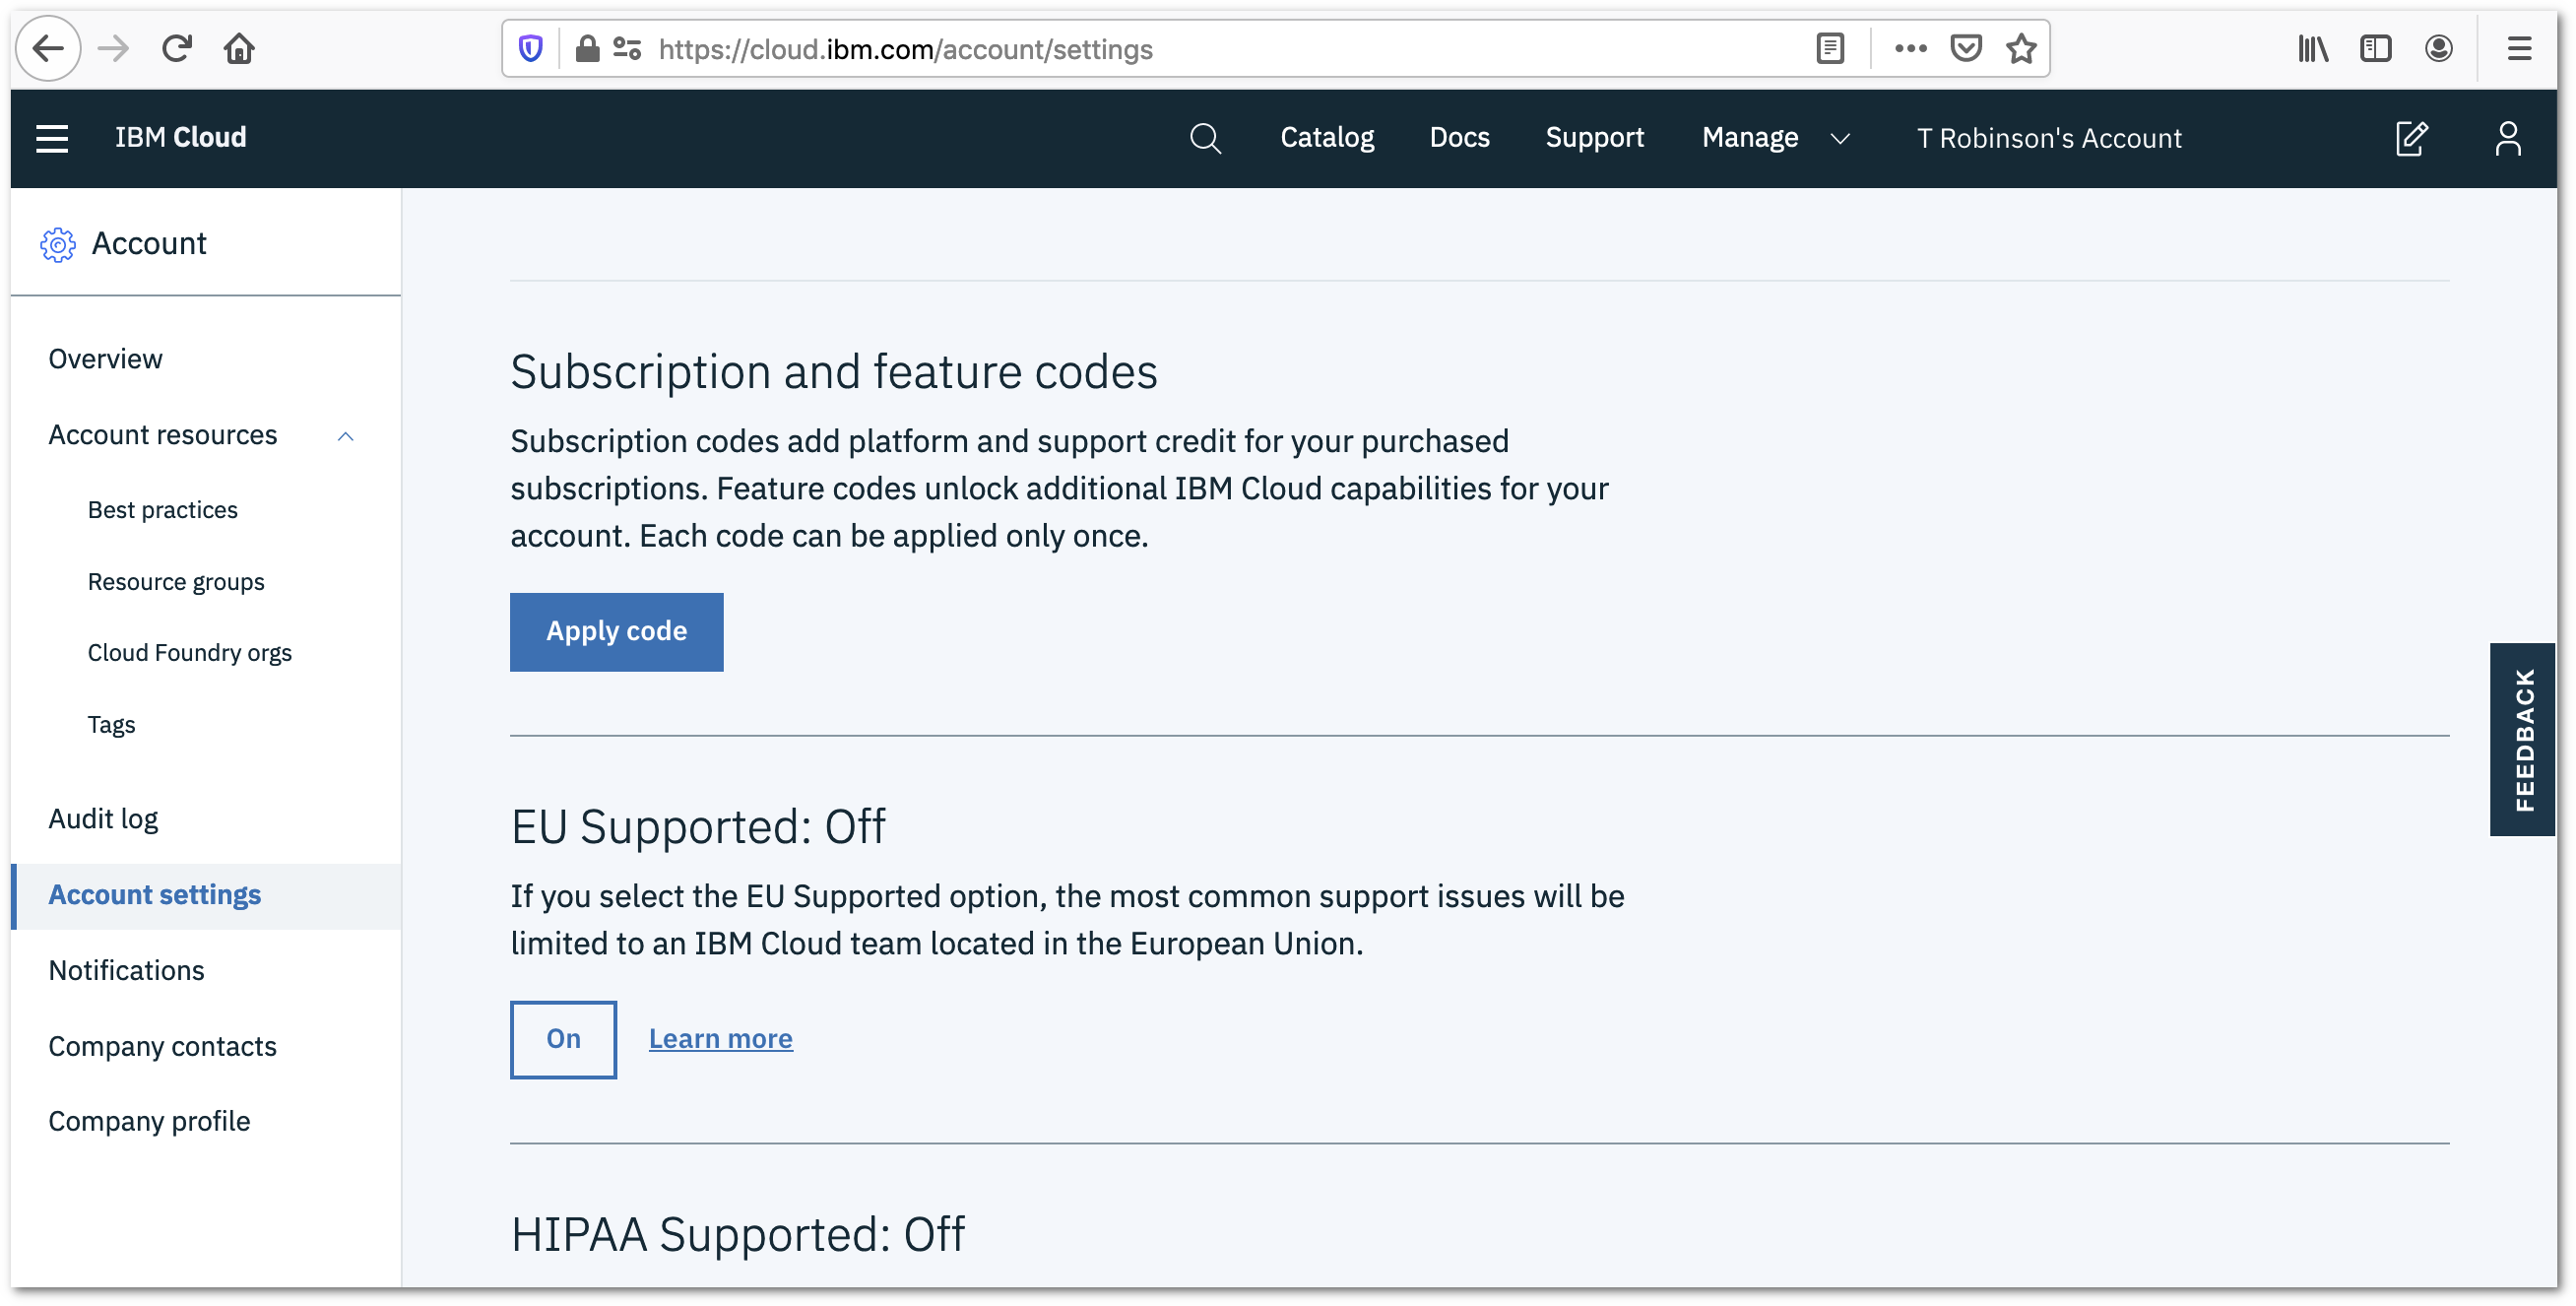 https://cloud.ibm.com/account/settings
IBM Cloud
Catalog
Docs
Support
Manage
T Robinson's Account
Account
Overview
Account resources
Best practices
Resource groups
Cloud Foundry orgs
Tags
Audit log
Account settings
Notifications
Company contacts
Company profile
Subscription and feature codes
Subscription codes add platform and support credit for your purchased
subscriptions. Feature codes unlock additional IBM Cloud capabilities for your
account. Each code can be applied only once.
Apply code
EU Supported: Off
If you select the EU Supported option, the most common support issues will be
limited to an IBM Cloud team located in the European Union.
On
Learn more
HIPAA Supported: Off
FEEDBACK